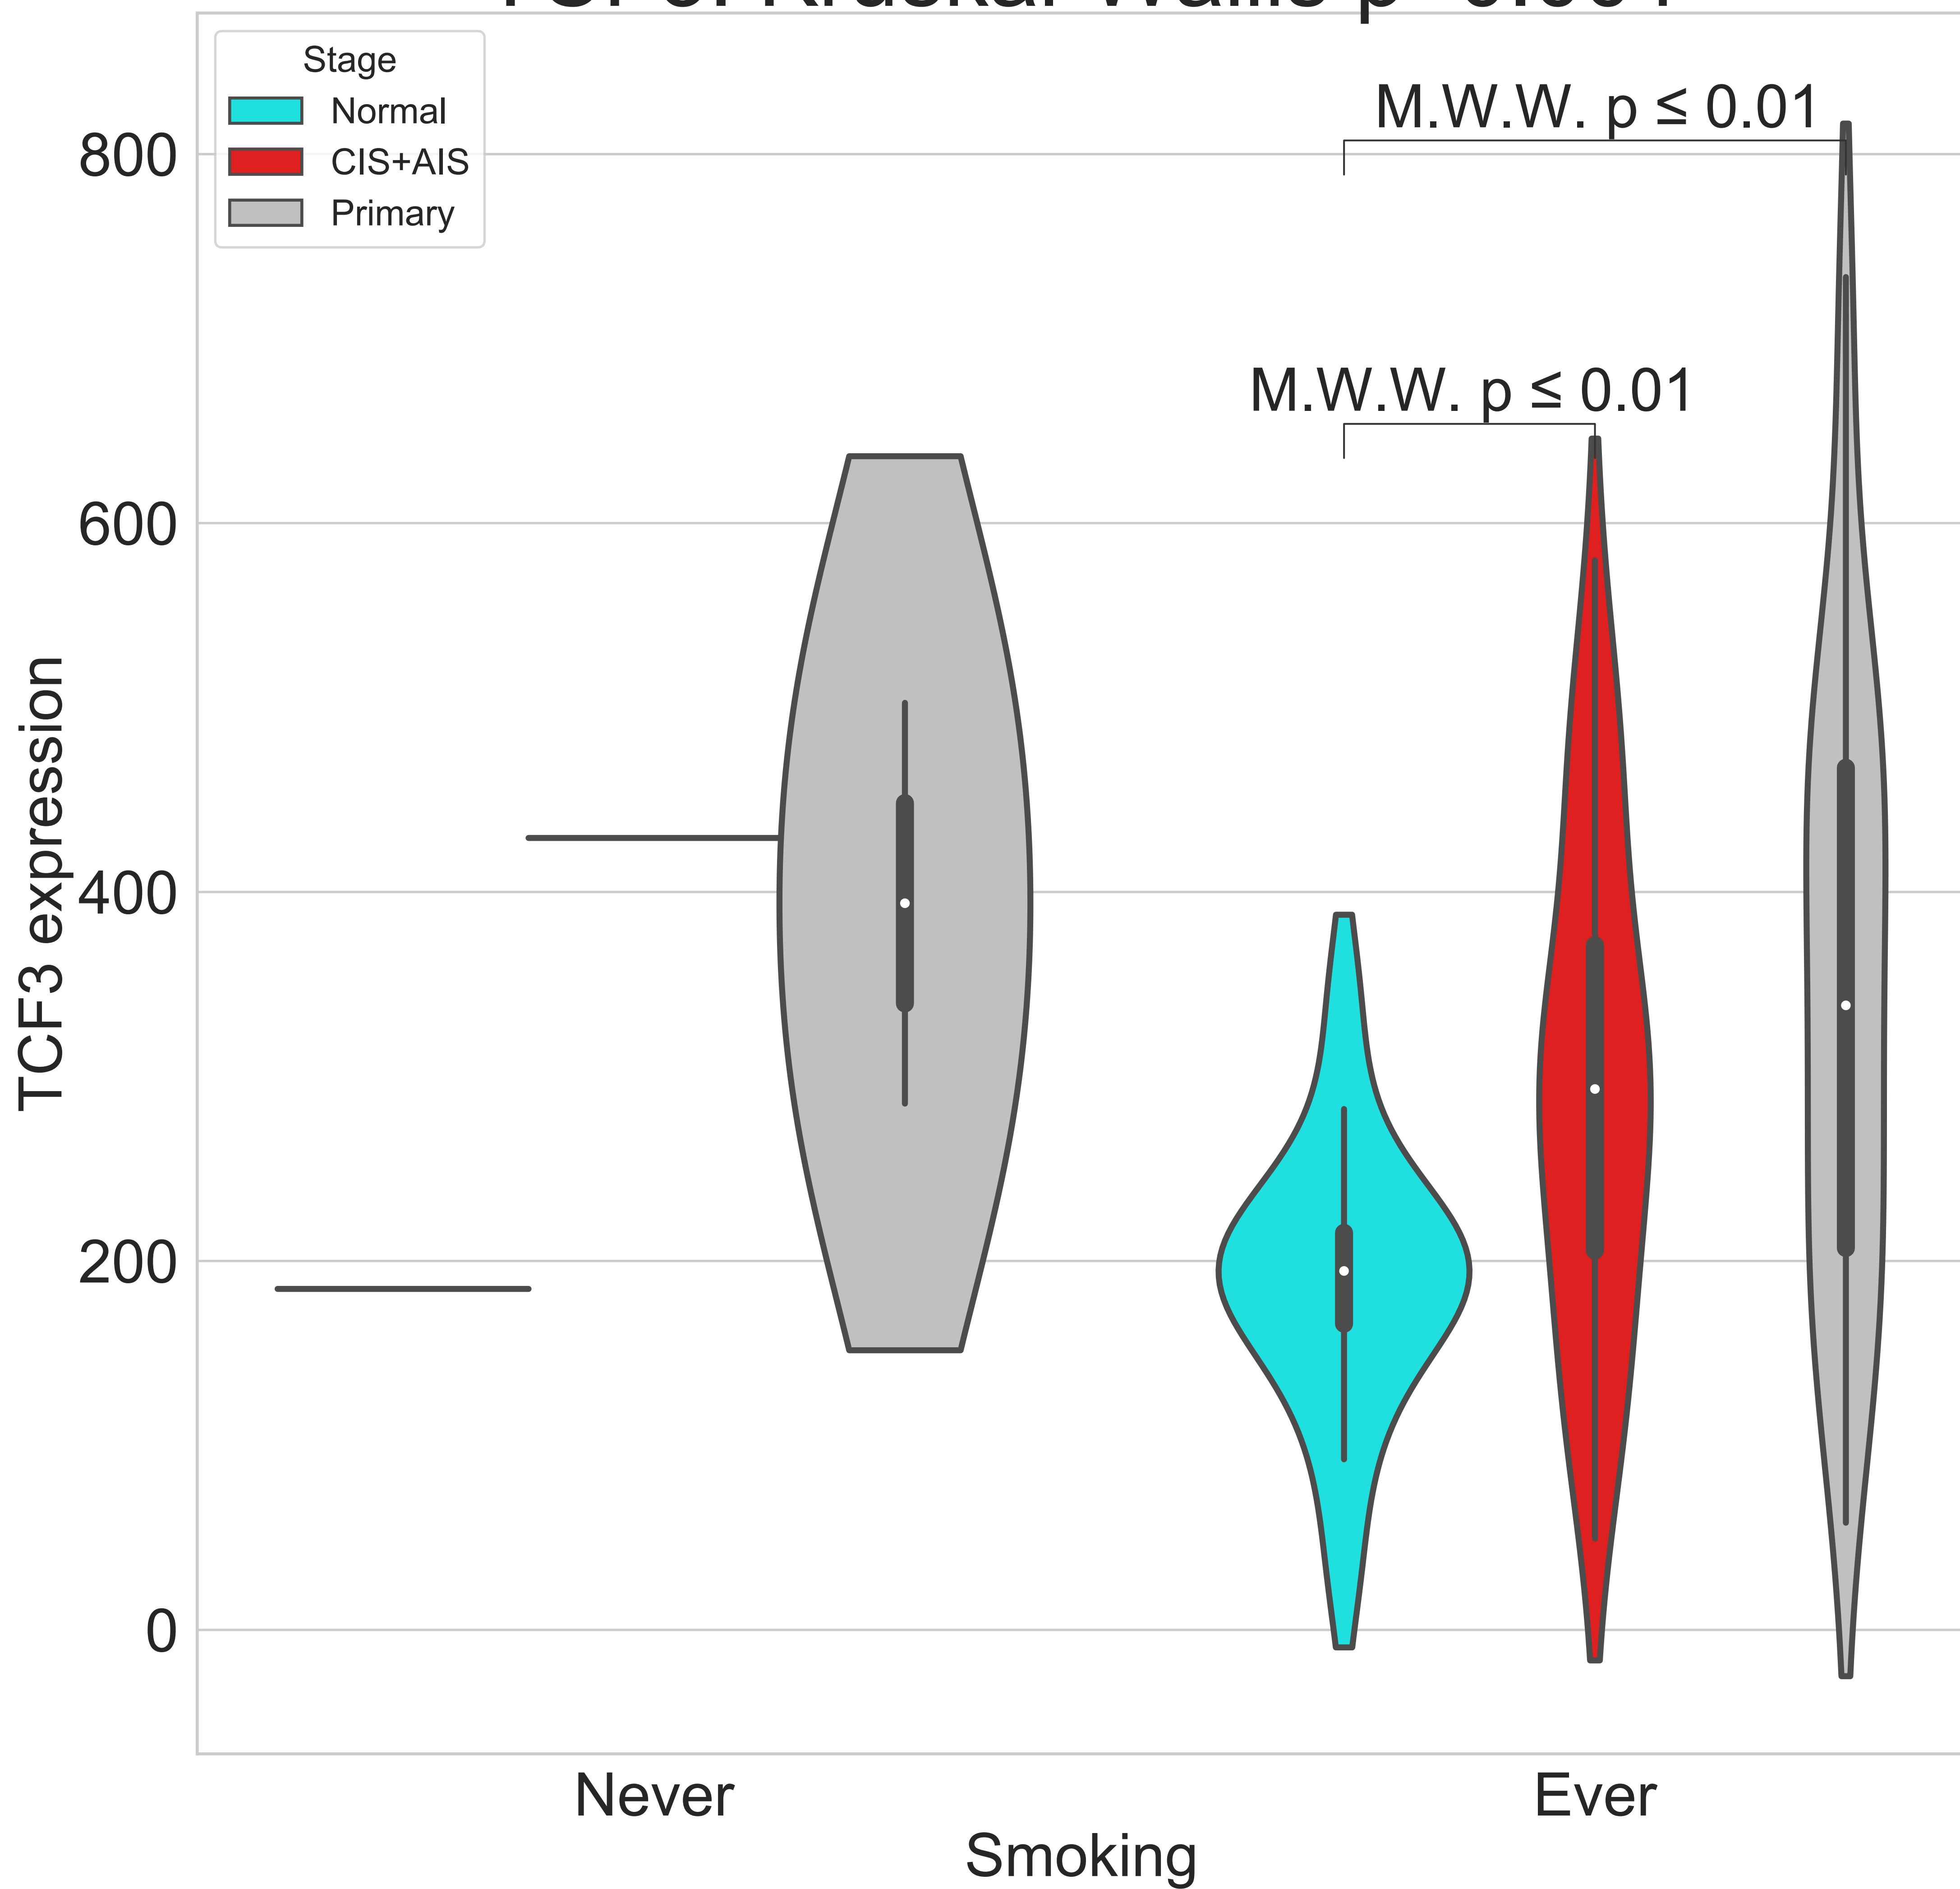 Stage
Normal
CIS+AIS
Primary
M.W.W. p ≤ 0.01
M.W.W. p ≤ 0.01
800
600
400
200
0
TCF3 expression
Never
Ever
Smoking